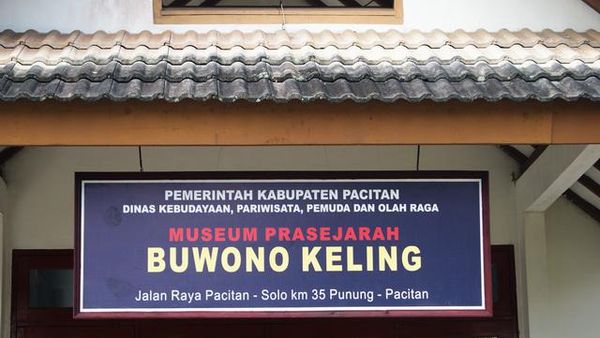 PEMERINTAH KABUPATEN PACITAN
DINAS KEBUDAYAAN, PARIWISATA, PEMUDA DAN OLAH RAGA
MUSEUM PRASEJARAH
BUWONO KELING
Jalan Raya Pacitan - Solo km 35 Punung - Pacitan